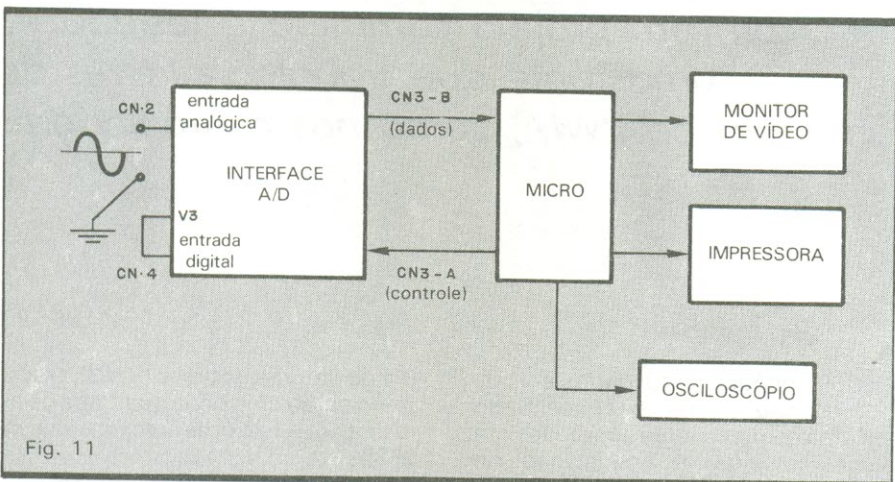 CN·2
entrada
analógica
INTERFACE
A/D
V3
entrada
digital
CN·4
CN3-B
(dados)
CN3-A
(controle)
MICRO
MONITOR
DE VÍDEO
IMPRESSORA
OSCILOSCÓPIO
Fig. 11